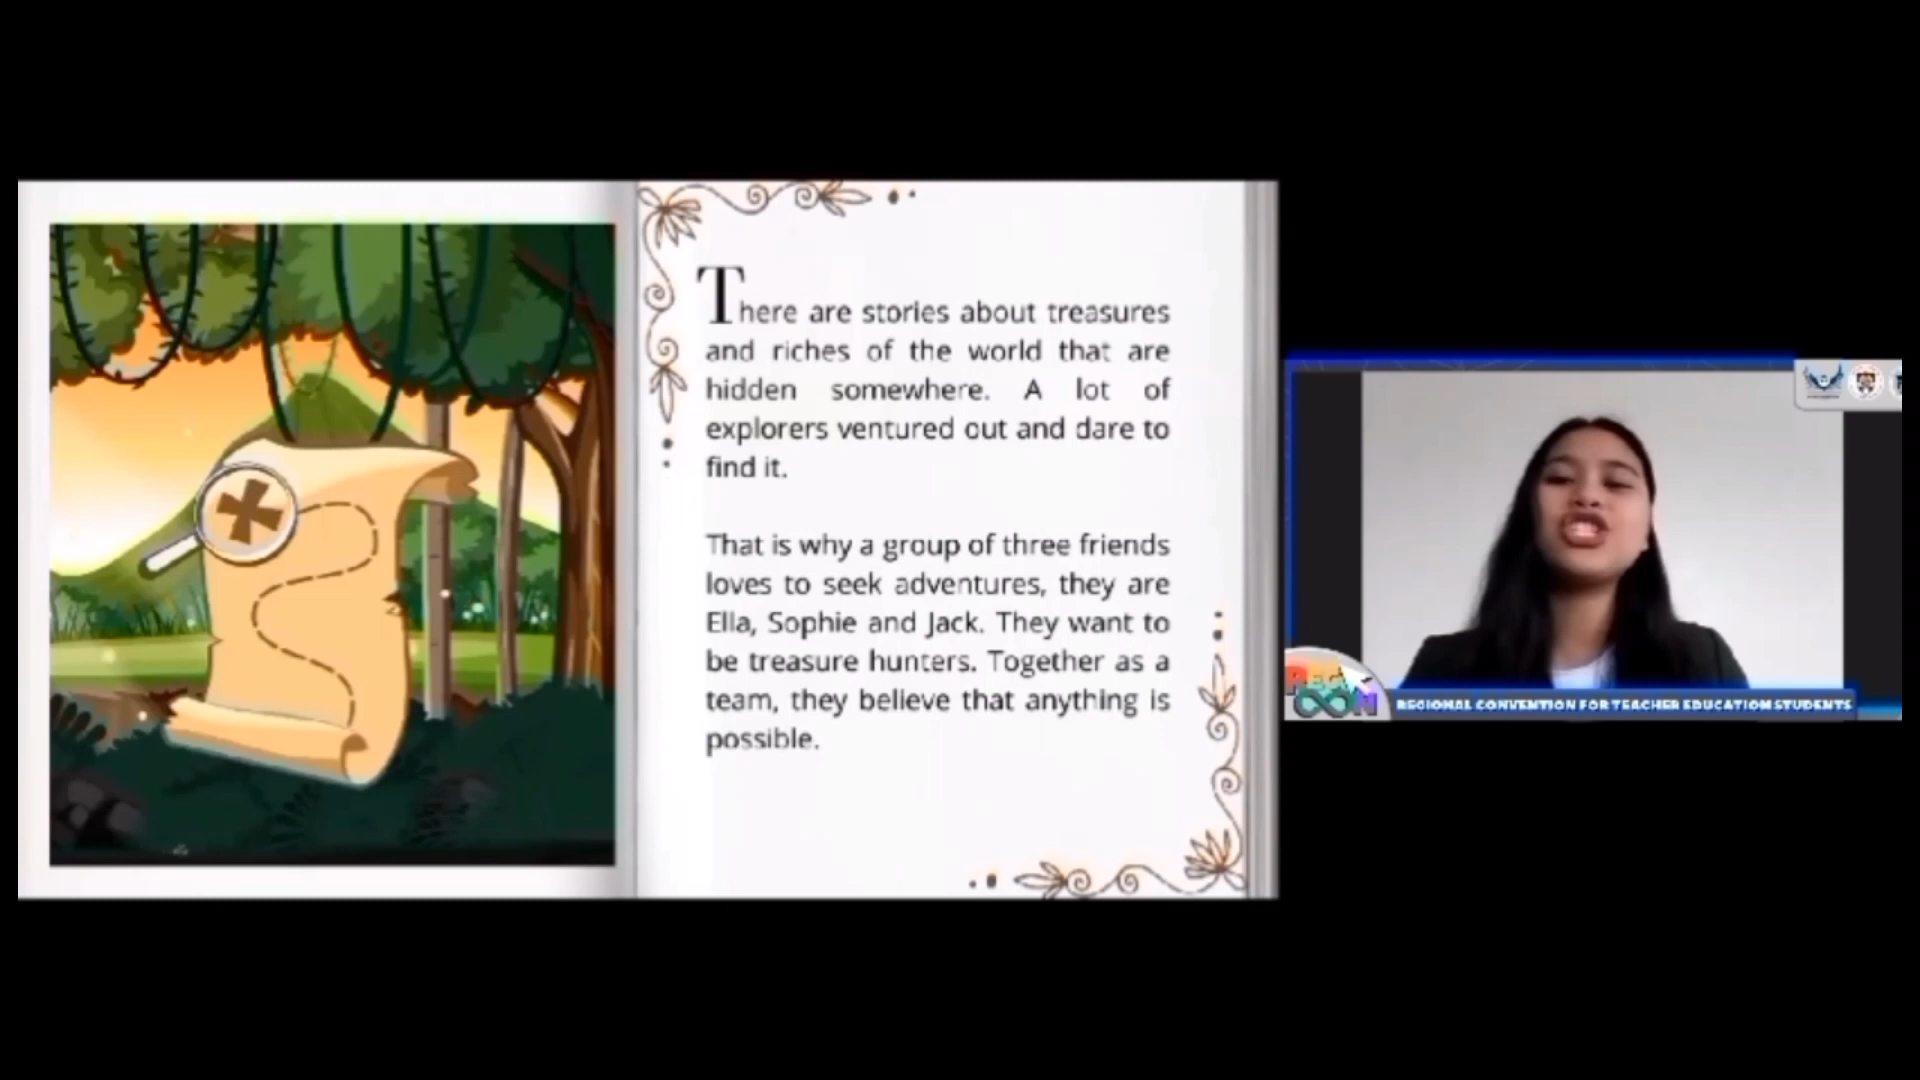 There are stories about treasures
and riches of the world that are
hidden somewhere. A lot of
explorers ventured out and dare to
find it.
That is why a group of three friends
loves to seek adventures, they are
Ella, Sophie and Jack. They want to
be treasure hunters. Together as a
team, they believe that anything is
possible.
REGIONAL CONVENTION FOR TEACHER EDUCATION STUDENTS